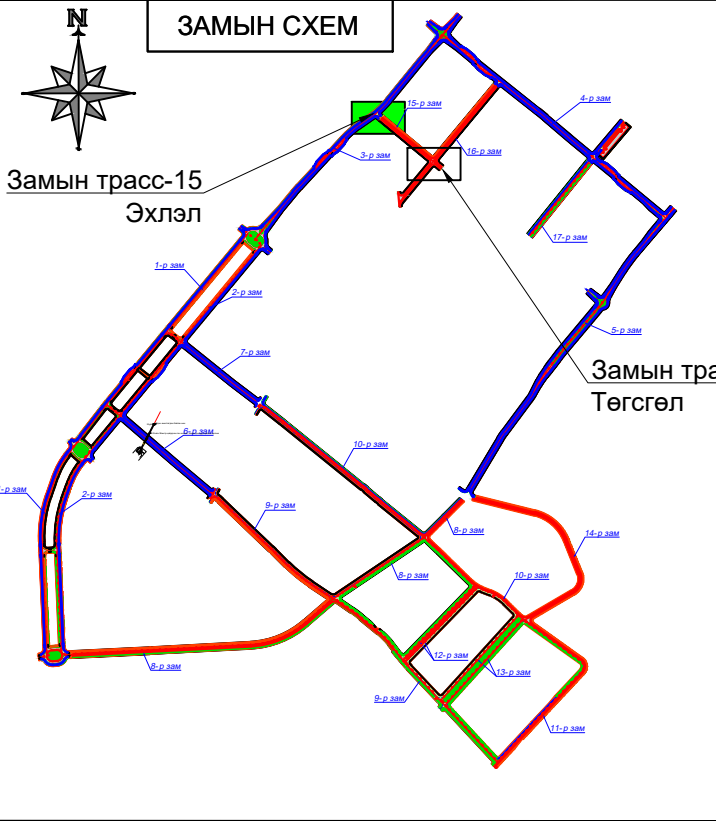 N
ЗАМЫН СХЕМ
4-р зам
15-р зам
16-р зам
3-р зам
Замын трасс-15
Эхлэл
17-р зам
1-р зам
2-р зам
5-р зам
7-р зам
Замын тра
Төгсгөл
6-р зам
10-р зам
-р зам
2-р зам
9-р зам
8-р зам
14-р зам
8-р зам
10-р зам
12-р зам
8-р зам
13-р зам
9-р зам
11-р зам